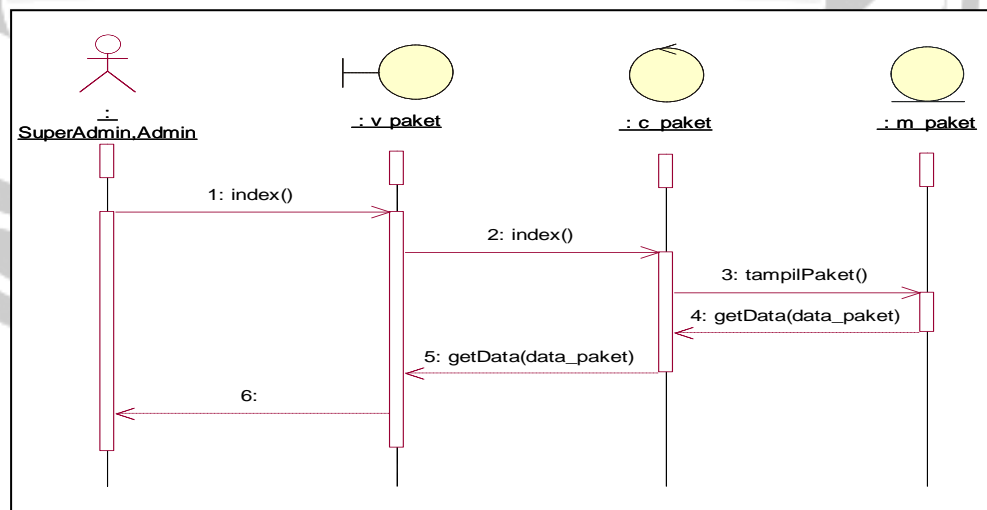 :
SuperAdmin,Admin
: v_paket
: c_paket
: m_paket
1: index()
2: index()
3: tampilPaket()
4: getData(data_paket)
5: getData(data_paket)
6: